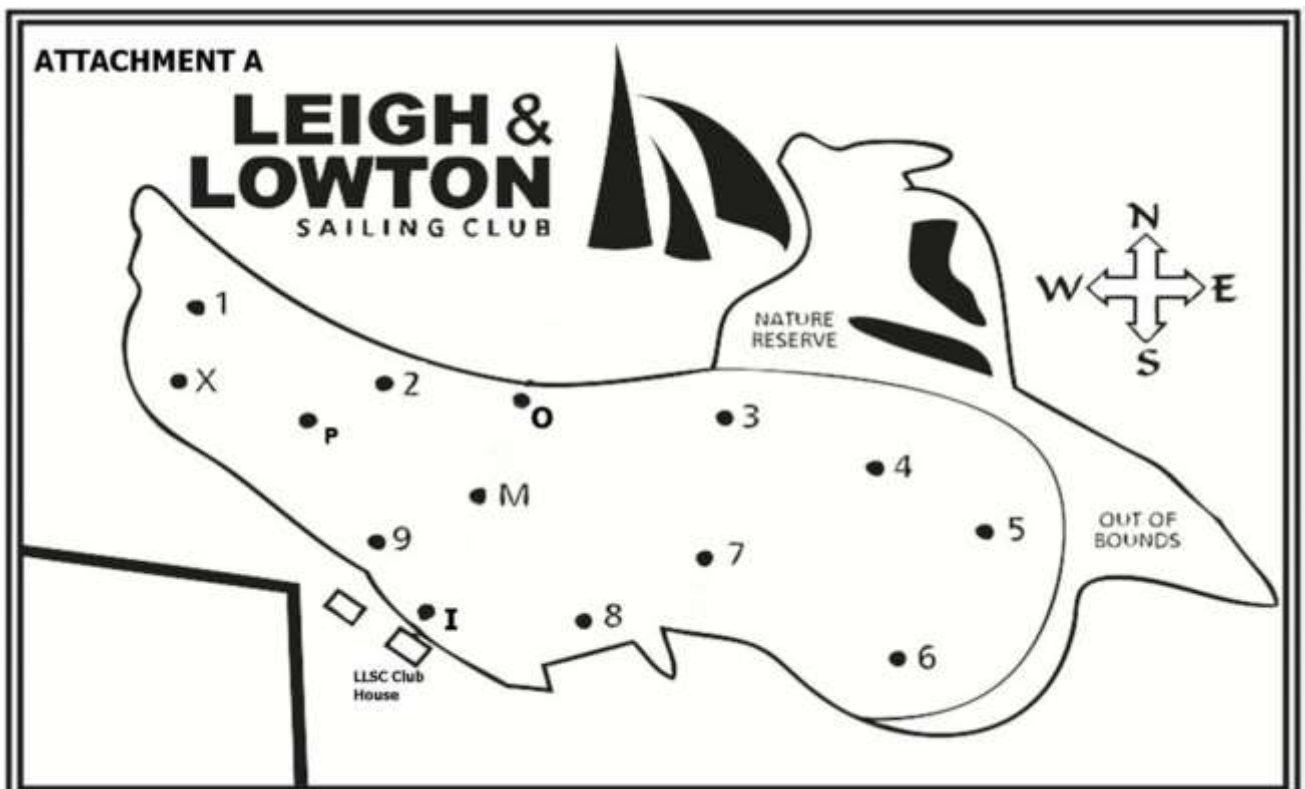 ATTACHMENT A
LEIGH &
LOWTON
SAILING CLUB
N
W E
S
NATURE
RESERVE
1
X
2
P
O
3
4
M
5
OUT OF
BOUNDS
9
7
I
8
6
LLSC Club
House